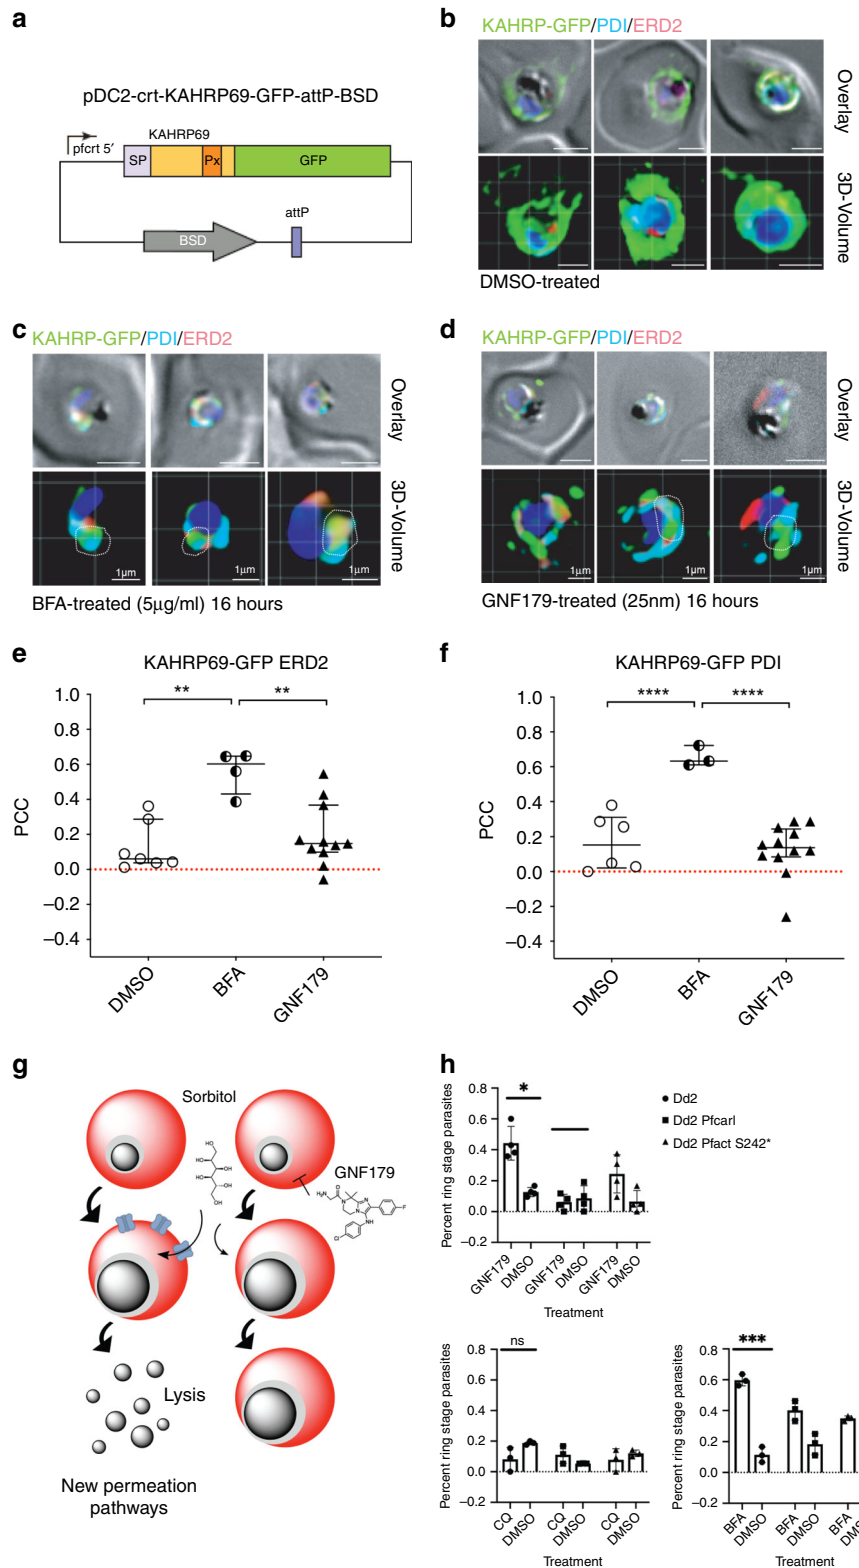 a
pDC2-crt-KAHRP69-GFP-attP-BSD
KAHRP69
pfcrt 5′
SP
Px
GFP
attP
BSD
b
KAHRP-GFP/PDI/ERD2
Overlay
3D-Volume
DMSO-treated
c
KAHRP-GFP/PDI/ERD2
Overlay
3D-Volume
1μm
1μm
1μm
BFA-treated (5μg/ml) 16 hours
d
KAHRP-GFP/PDI/ERD2
Overlay
3D-Volume
1μm
1μm
1μm
GNF179-treated (25nm) 16 hours
e
KAHRP69-GFP ERD2
1.0
0.8
0.6
0.4
0.2
0.0
−0.2
−0.4
PCC
**
**
DMSO
BFA
GNF179
f
KAHRP69-GFP PDI
1.0
0.8
0.6
0.4
0.2
0.0
−0.2
−0.4
PCC
****
****
DMSO
BFA
GNF179
g
Sorbitol
GNF179
Lysis
New permeation
pathways
h
Percent ring stage parasites
0.8
0.6
0.4
0.2
0.0
−0.2
*
GNF179
DMSO
GNF179
DMSO
GNF179
DMSO
Treatment
Dd2
Dd2 Pfcarl
Dd2 Pfact S242*
Percent ring stage parasites
0.8
0.6
0.4
0.2
0.0
−0.2
ns
CQ
DMSO
CQ
DMSO
CQ
DMSO
Treatment
Percent ring stage parasites
0.8
0.6
0.4
0.2
0.0
−0.2
***
BFA
DMSO
BFA
DMSO
BFA
Treatment